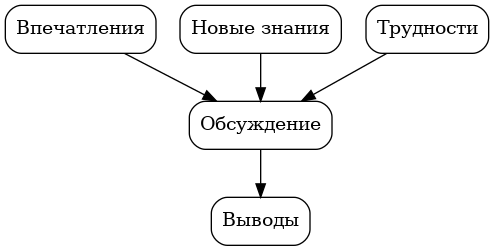 Впечатления
Новые знания
Трудности
Обсуждение
Выводы